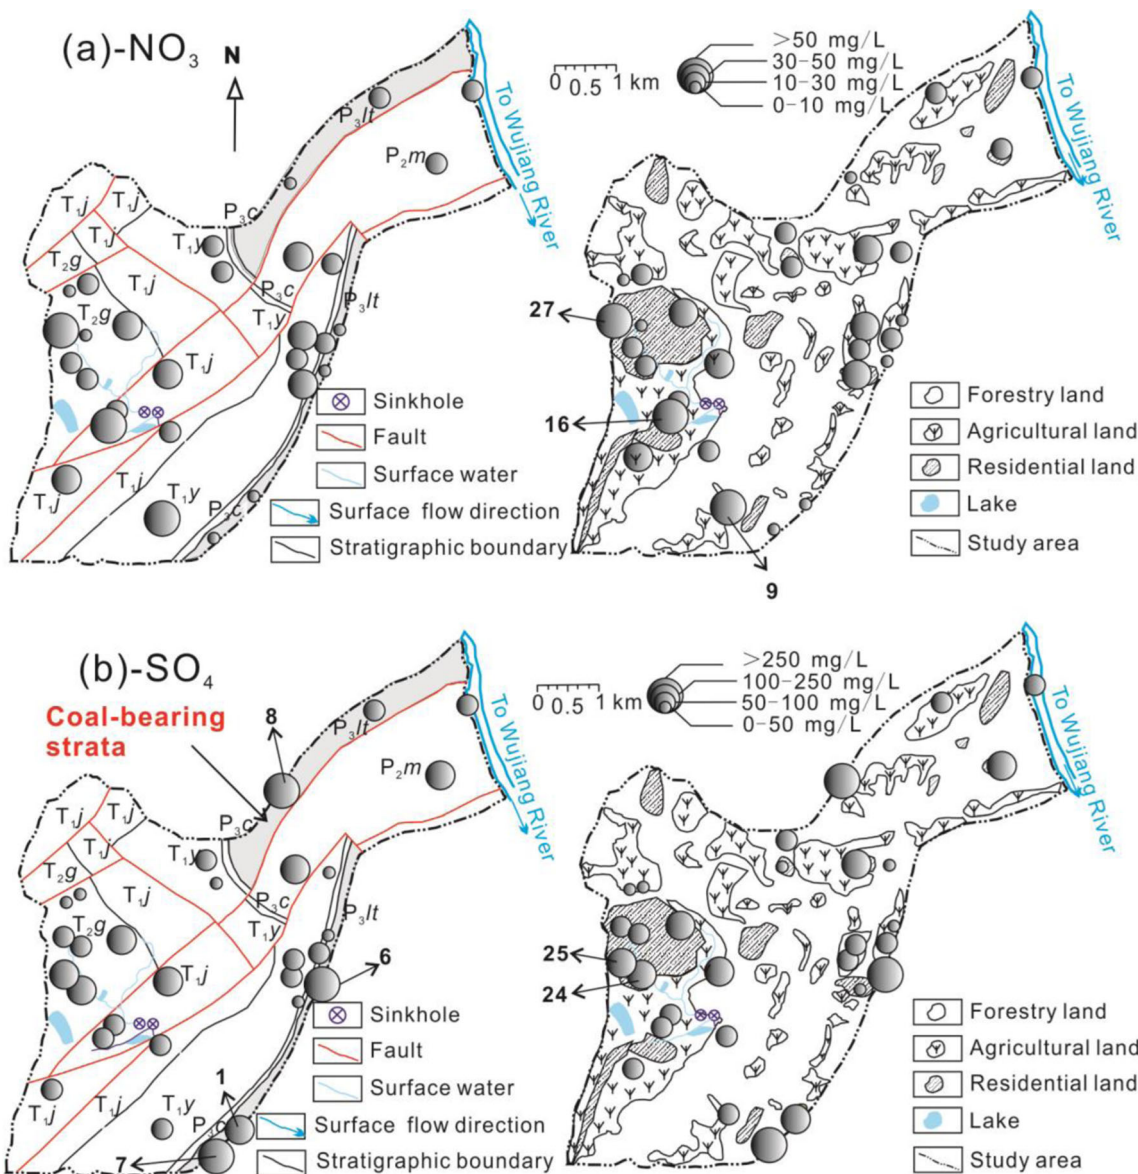 (a)-NO₃
N
>50 mg/L
30-50 mg/L
10-30 mg/L
0-10 mg/L
0 0.5 1 km
To Wujiang River
To Wujiang River
P₃lt
P₂m
P₃c
T₁y
T₁j
T₁j
T₁j
T₂g
T₁j
P₃c
T₁y
P₃lt
T₂g
T₁j
T₁j
T₁j
T₁y
P₃c
27
16
9
Sinkhole
Fault
Surface water
Surface flow direction
Stratigraphic boundary
Forestry land
Agricultural land
Residential land
Lake
Study area
(b)-SO₄
>250 mg/L
100-250 mg/L
50-100 mg/L
0-50 mg/L
0 0.5 1 km
Coal-bearing
strata
8
To Wujiang River
To Wujiang River
P₃lt
P₂m
P₃c
T₁y
T₁j
T₁j
T₁j
T₂g
T₁j
P₃c
T₁y
P₃lt
T₂g
T₁j
6
25
24
T₁j
T₁j
1
T₁y
P₃c
7
Sinkhole
Fault
Surface water
Surface flow direction
Stratigraphic boundary
Forestry land
Agricultural land
Residential land
Lake
Study area